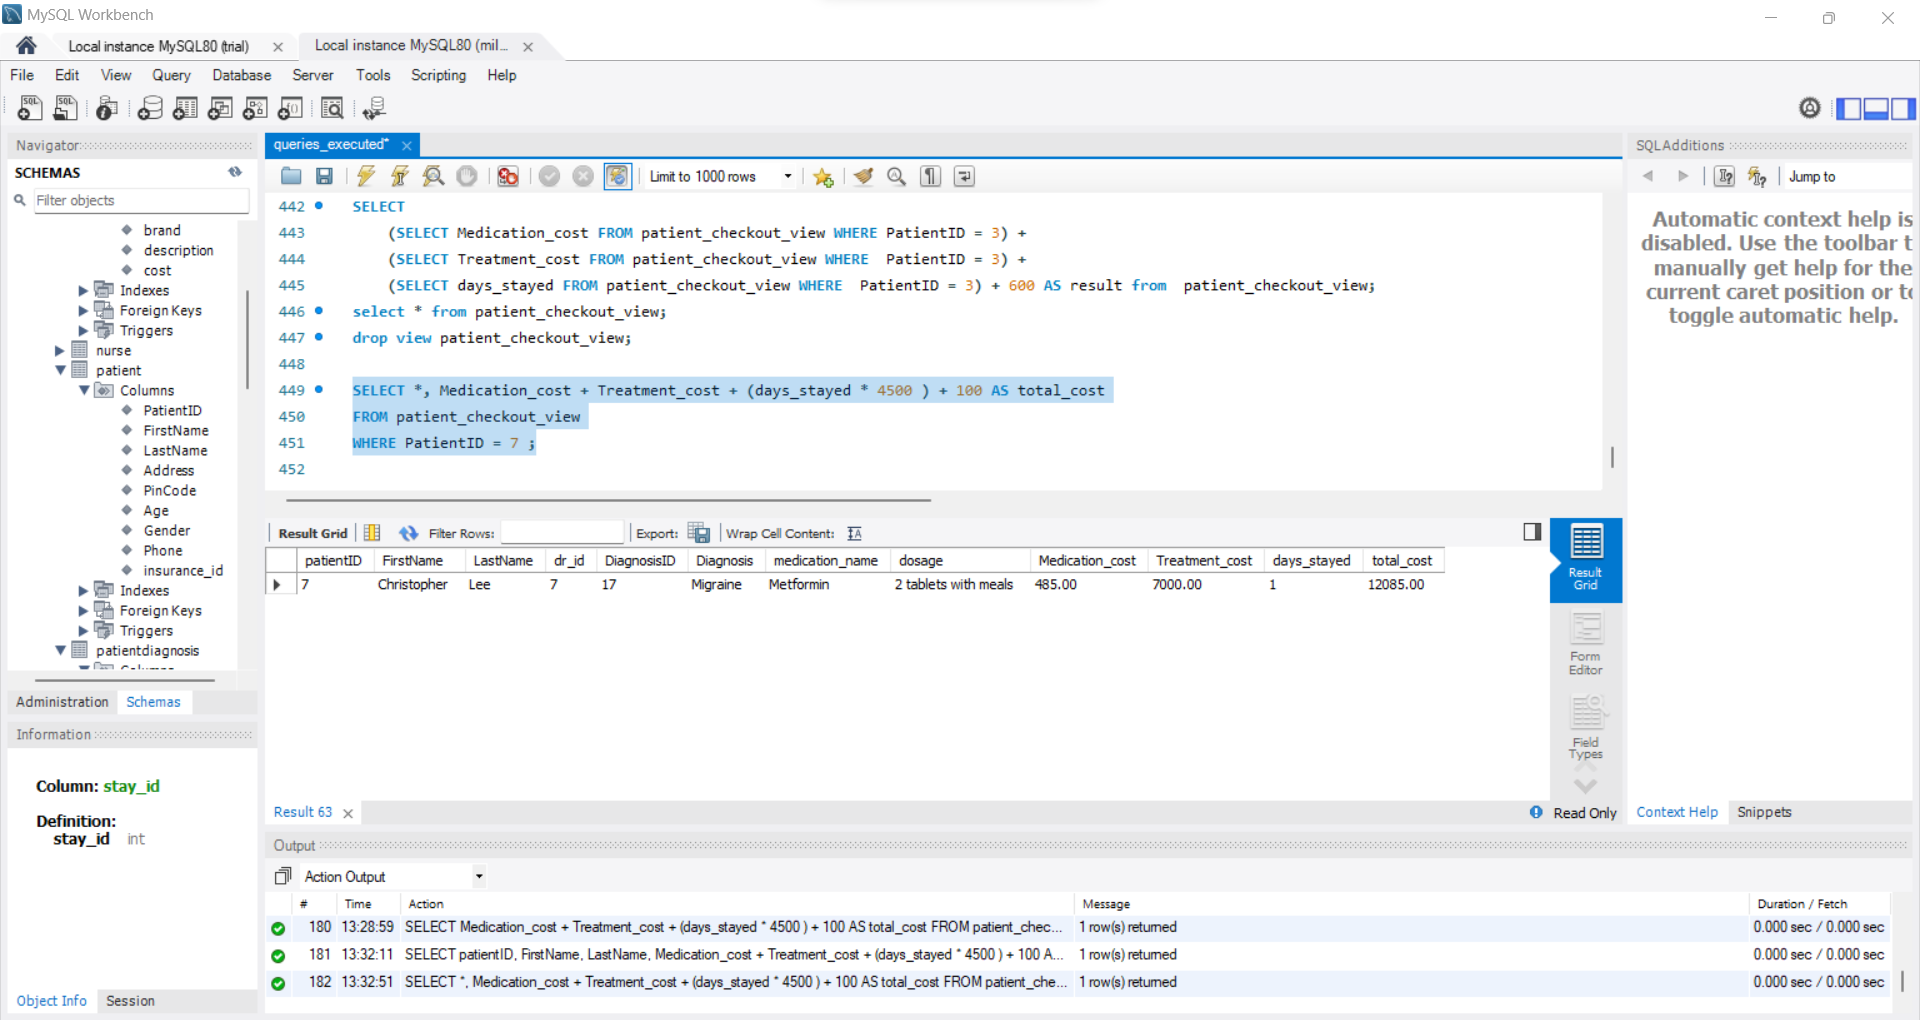 MySQL Workbench
Local instance MySQL80 (trial)
Local instance MySQL80 (mil...
File Edit View Query Database Server Tools Scripting Help
Navigator
SCHEMAS
Filter objects
brand
description
cost
Indexes
Foreign Keys
Triggers
nurse
patient
Columns
PatientID
FirstName
LastName
Address
PinCode
Age
Gender
Phone
insurance_id
Indexes
Foreign Keys
Triggers
patientdiagnosis
Columns
Administration Schemas
Information
Column: stay_id
Definition:
stay_id int
Object Info Session
queries_executed*
Limit to 1000 rows
442 SELECT
443 (SELECT Medication_cost FROM patient_checkout_view WHERE PatientID = 3) +
444 (SELECT Treatment_cost FROM patient_checkout_view WHERE PatientID = 3) +
445 (SELECT days_stayed FROM patient_checkout_view WHERE PatientID = 3) + 600 AS result from patient_checkout_view;
446 select * from patient_checkout_view;
447 drop view patient_checkout_view;
448
449 SELECT *, Medication_cost + Treatment_cost + (days_stayed * 4500 ) + 100 AS total_cost
450 FROM patient_checkout_view
451 WHERE PatientID = 7 ;
452
Result Grid Filter Rows: Export: Wrap Cell Content:
patientID FirstName LastName dr_id DiagnosisID Diagnosis medication_name dosage Medication_cost Treatment_cost days_stayed total_cost
7 Christopher Lee 7 17 Migraine Metformin 2 tablets with meals 485.00 7000.00 1 12085.00
Result
Grid
Form
Editor
Field
Types
Result 63
Read Only
SQLAdditions
Jump to
Automatic context help is
disabled. Use the toolbar t
manually get help for the
current caret position or to
toggle automatic help.
Context Help Snippets
Output
Action Output
# Time Action Message Duration / Fetch
180 13:28:59 SELECT Medication_cost + Treatment_cost + (days_stayed * 4500 ) + 100 AS total_cost FROM patient_chec... 1 row(s) returned 0.000 sec / 0.000 sec
181 13:32:11 SELECT patientID, FirstName, LastName, Medication_cost + Treatment_cost + (days_stayed * 4500 ) + 100 A... 1 row(s) returned 0.000 sec / 0.000 sec
182 13:32:51 SELECT *, Medication_cost + Treatment_cost + (days_stayed * 4500 ) + 100 AS total_cost FROM patient_che... 1 row(s) returned 0.000 sec / 0.000 sec